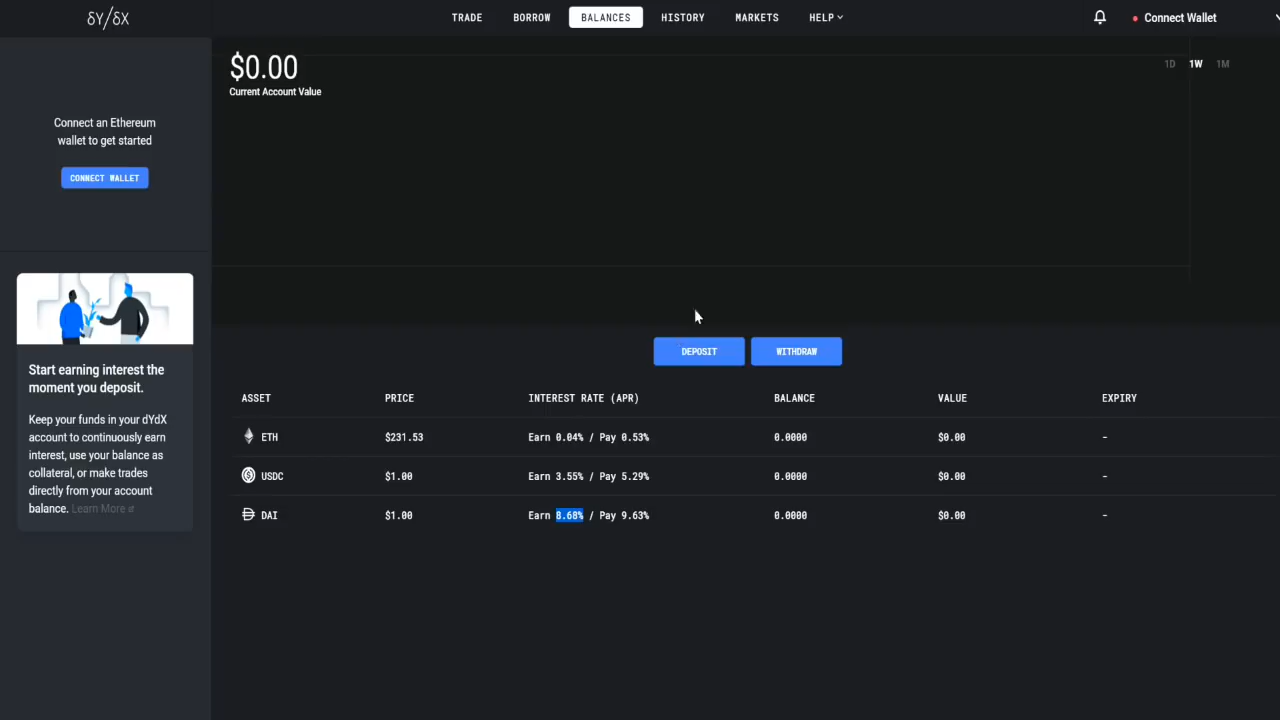 δY/δX
TRADE BORROW BALANCES HISTORY MARKETS HELP Connect Wallet
$0.00
Current Account Value
1D 1W 1M
Connect an Ethereum
wallet to get started
CONNECT WALLET
Start earning interest the
moment you deposit.
Keep your funds in your dYdX
account to continuously earn
interest, use your balance as
collateral, or make trades
directly from your account
balance. Learn More
DEPOSIT WITHDRAW
ASSET PRICE INTEREST RATE (APR) BALANCE VALUE EXPIRY
ETH $231.53 Earn 0.04% / Pay 0.53% 0.0000 $0.00 -
USDC $1.00 Earn 3.55% / Pay 5.29% 0.0000 $0.00 -
DAI $1.00 Earn 8.68% / Pay 9.63% 0.0000 $0.00 -